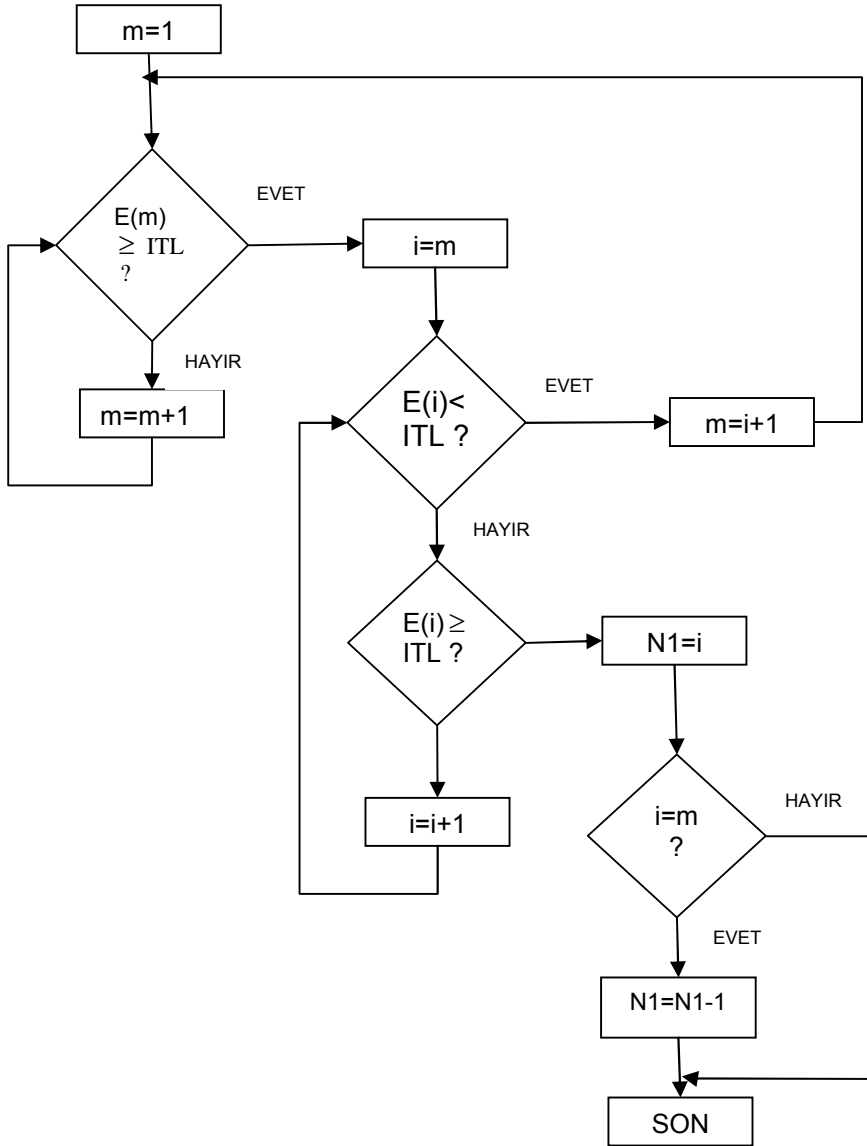 m=1
EVET
E(m)
≥ ITL
?
i=m
HAYIR
m=m+1
E(i)<
ITL ?
EVET
m=i+1
HAYIR
E(i) ≥
ITL ?
N1=i
i=i+1
i=m
?
HAYIR
EVET
N1=N1-1
SON